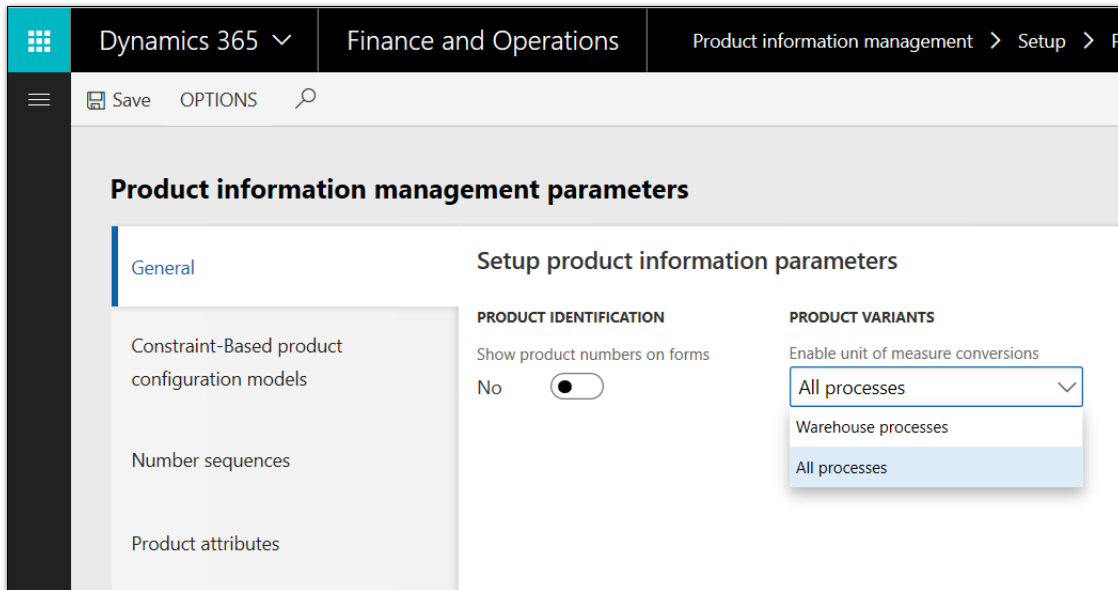 Dynamics 365
Finance and Operations
Product information management > Setup >
Save OPTIONS
Product information management parameters
General
Constraint-Based product
configuration models
Number sequences
Product attributes
Setup product information parameters
PRODUCT IDENTIFICATION
Show product numbers on forms
No
PRODUCT VARIANTS
Enable unit of measure conversions
All processes
Warehouse processes
All processes